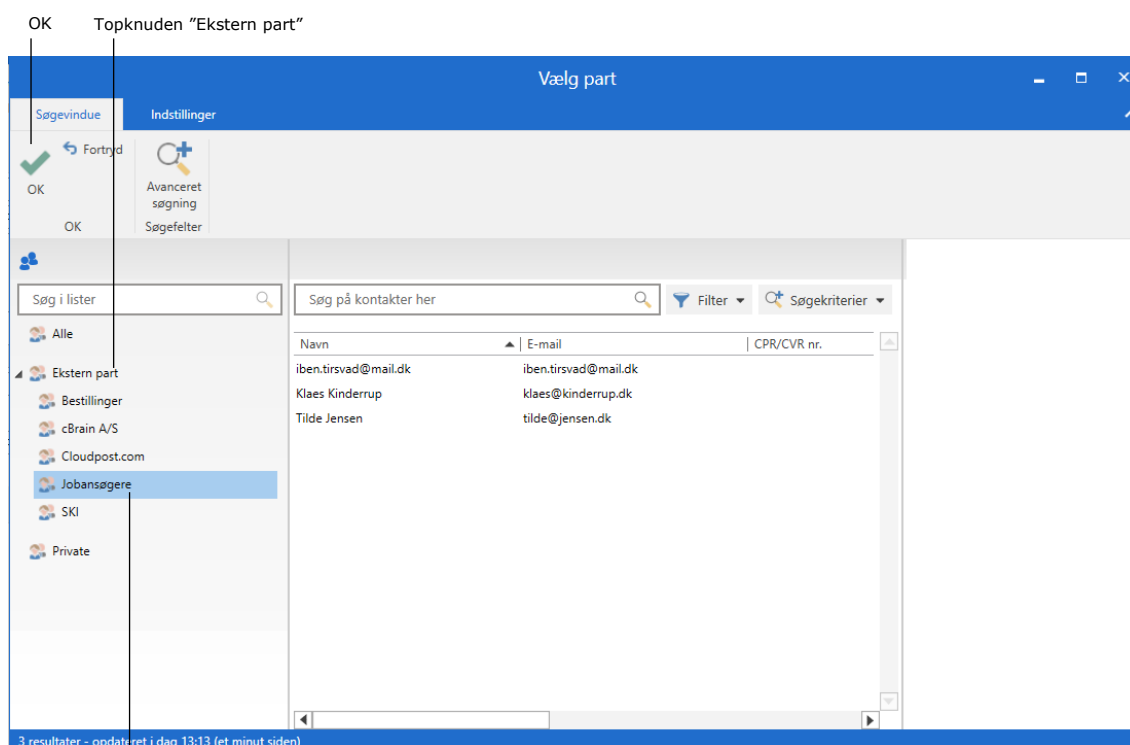 OK Topknuden ”Ekstern part”
Vælg part
Søgevindue Indstillinger
Fortryd
OK
Avanceret
søgning
OK Søgefelter
Søg i lister
Søg på kontakter her
Filter
Søgekriterier
Alle
Ekstern part
Bestillinger
cBrain A/S
Cloudpost.com
Jobansøgere
SKI
Private
Navn E-mail CPR/CVR nr.
iben.tirsvad@mail.dk iben.tirsvad@mail.dk
Klaes Kinderrup klaes@kinderrup.dk
Tilde Jensen tilde@jensen.dk
3 resultater - opdateret i dag 13:13 (et minut siden)